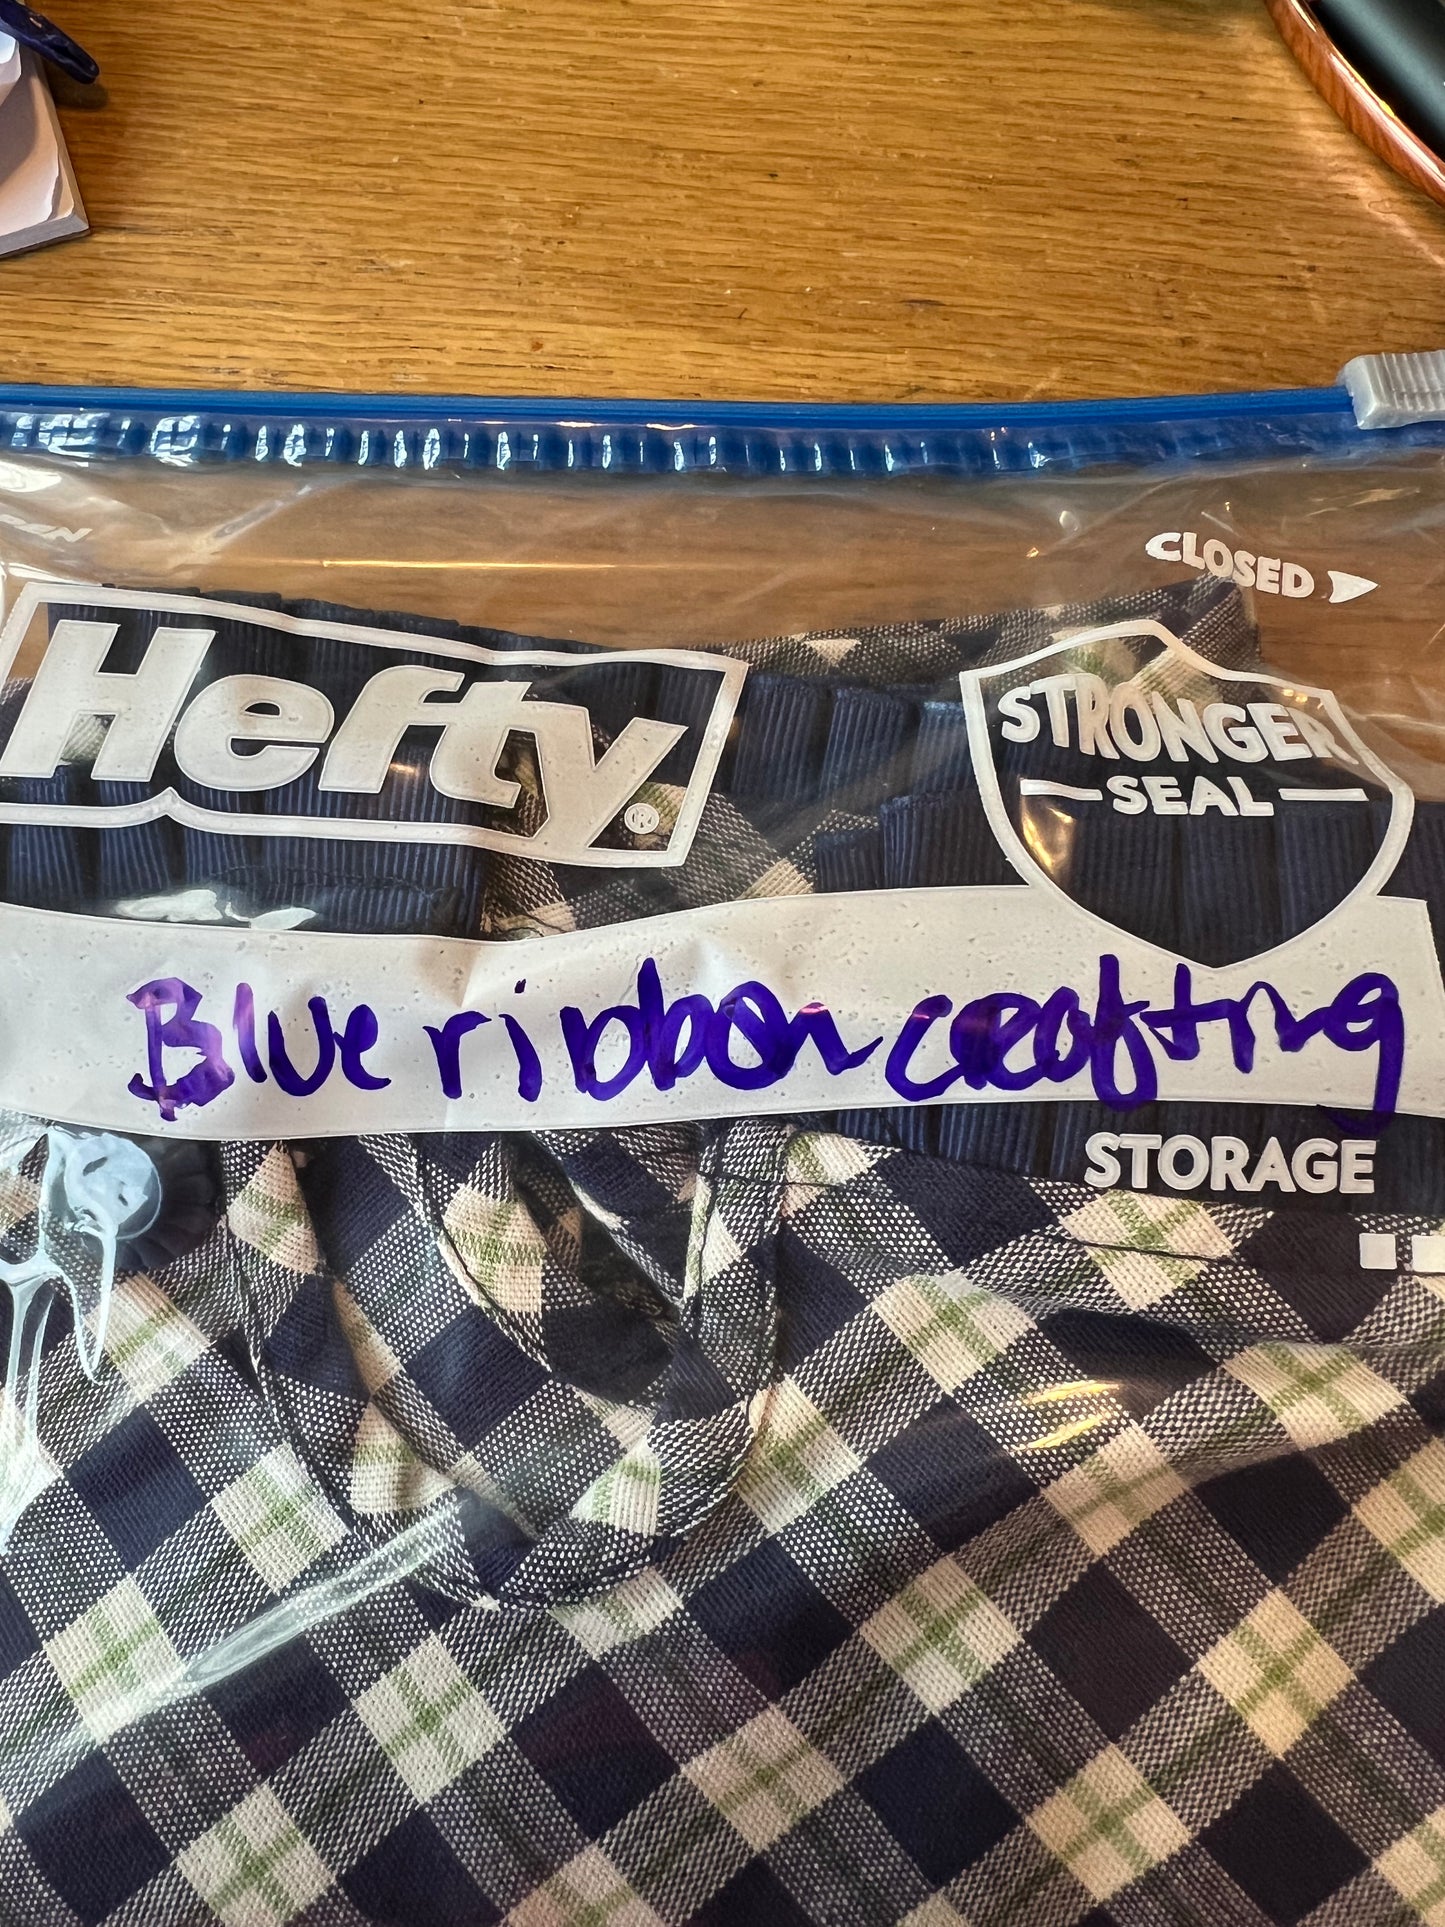 CLOSED
Hefty®
STRONGER
SEAL
Blue ribbon crafting
STORAGE